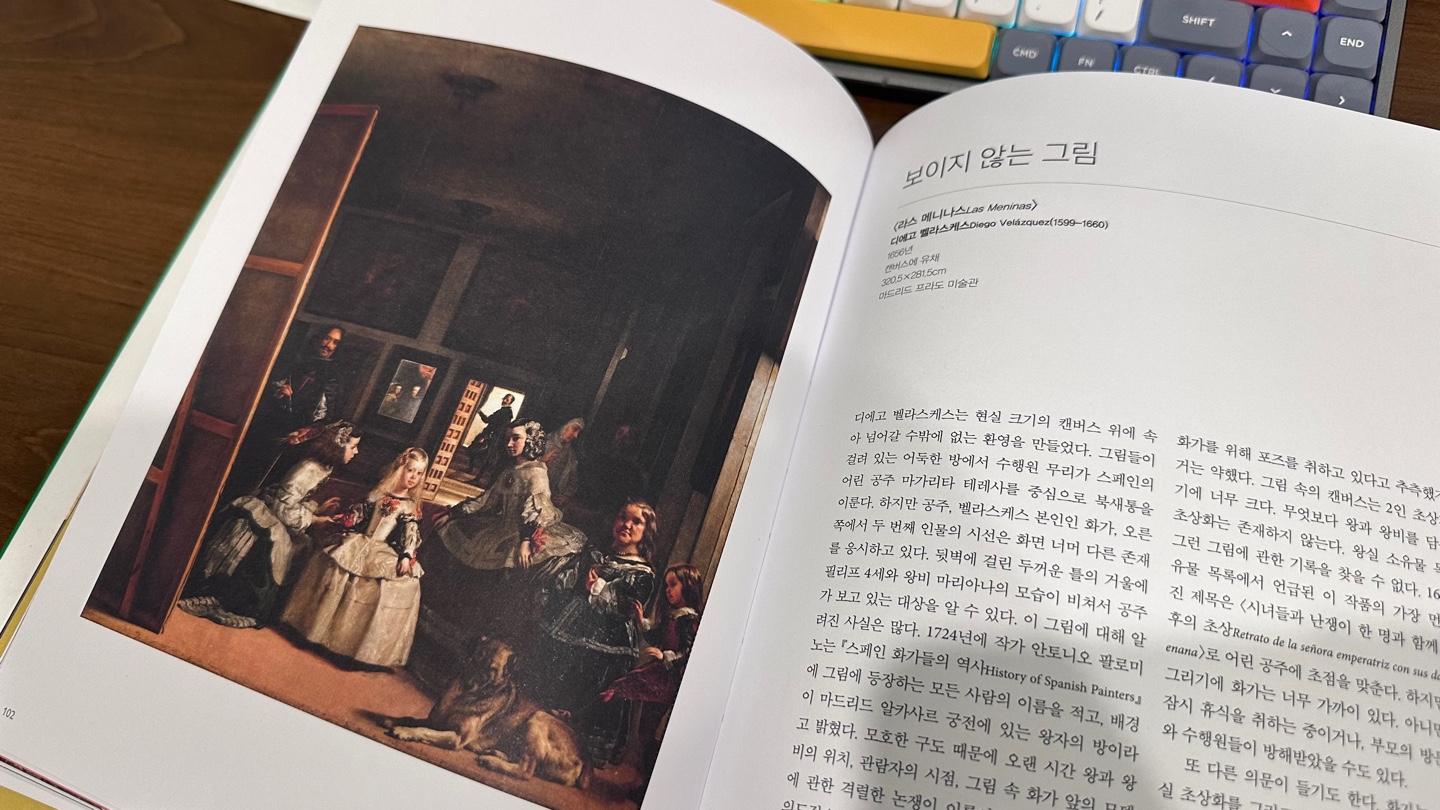 SHIFT
END
CMD
FN
CTRL
보이지 않는 그림
〈라스 메니나스Las Meninas〉
디에고 벨라스케스Diego Velázquez(1599–1660)
1656년
캔버스에 유채
320.5×281.5cm
마드리드 프라도 미술관
디에고 벨라스케스는 현실 크기의 캔버스 위에 속
아 넘어갈 수밖에 없는 환영을 만들었다. 그림들이
걸려 있는 어둑한 방에서 수행원 무리가 스페인의
어린 공주 마가리타 테레사를 중심으로 북새통을
이룬다. 하지만 공주, 벨라스케스 본인인 화가, 오른
쪽에서 두 번째 인물의 시선은 화면 너머 다른 존재
를 응시하고 있다. 뒷벽에 걸린 두꺼운 틀의 거울에
필리프 4세와 왕비 마리아나의 모습이 비쳐서 공주
가 보고 있는 대상을 알 수 있다. 이 그림에 대해 알
려진 사실은 많다. 1724년에 작가 안토니오 팔로미
노는 『스페인 화가들의 역사History of Spanish Painters』
에 그림에 등장하는 모든 사람의 이름을 적고, 배경
이 마드리드 알카사르 궁전에 있는 왕자의 방이라
고 밝혔다. 모호한 구도 때문에 오랜 시간 왕과 왕
비의 위치, 관람자의 시점, 그림 속 화가 앞의
에 관한 격렬한 논쟁이
화가를 위해 포즈를 취하고 있다고 추측했
거는 약했다. 그림 속의 캔버스는 2인 초상
기에 너무 크다. 무엇보다 왕과 왕비를 담
초상화는 존재하지 않는다. 왕실 소유물
그런 그림에 관한 기록을 찾을 수 없다. 16
유물 목록에서 언급된 이 작품의 가장 먼
진 제목은 〈시녀들과 난쟁이 한 명과 함께
후의 초상Retrato de la señora emperatriz con sus da
enana〉로 어린 공주에 초점을 맞춘다. 하지만
그리기에 화가는 너무 가까이 있다. 아니면
잠시 휴식을 취하는 중이거나, 부모의 방문
와 수행원들이 방해받았을 수도 있다.
또 다른 의문이 들기도 한다.
실 초상화를
102